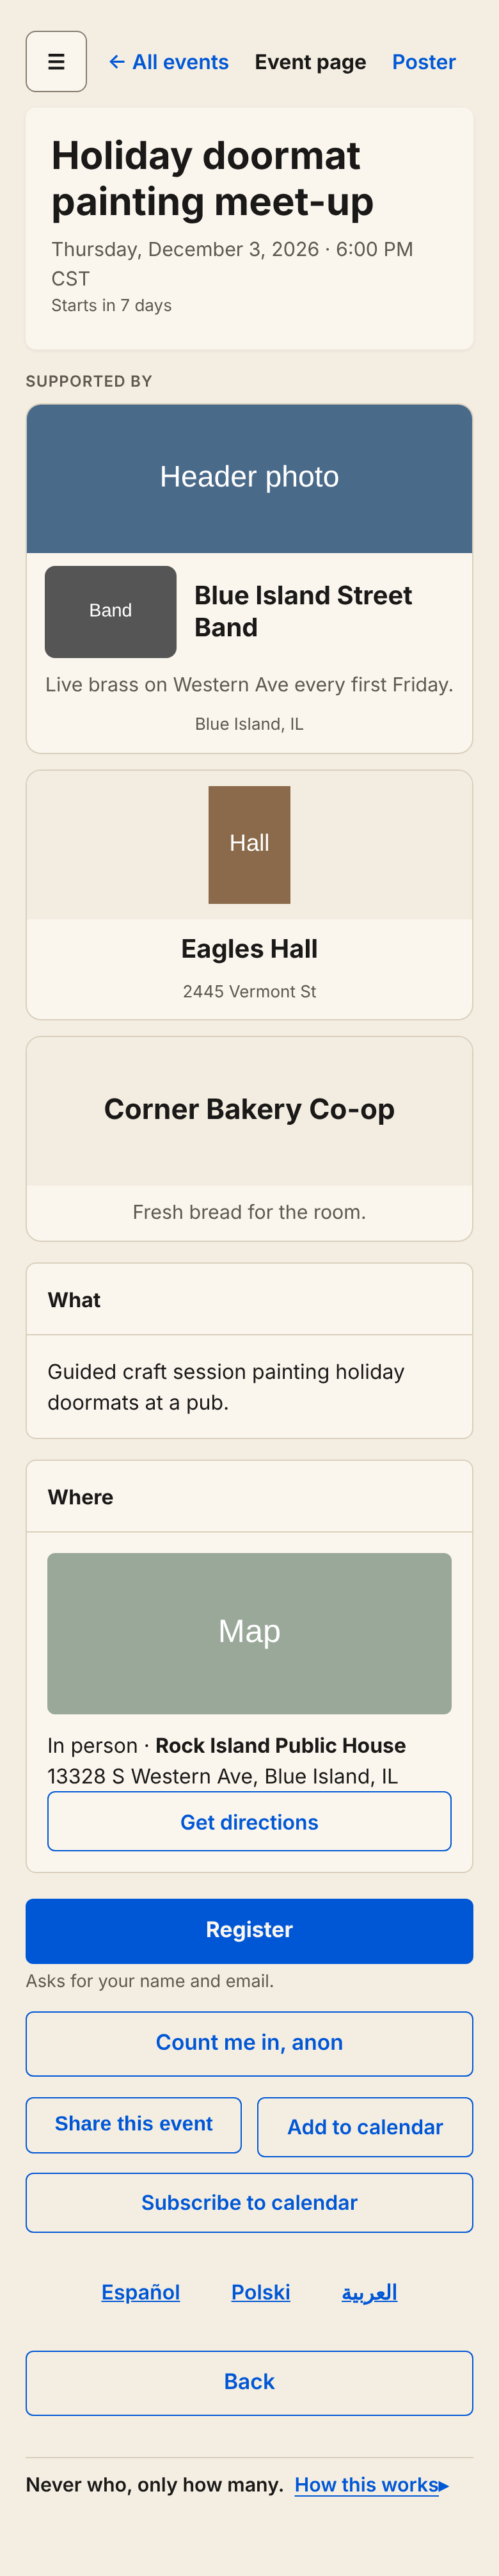 ☰ ← All events Event page Poster
Holiday doormat
painting meet-up
Thursday, December 3, 2026 · 6:00 PM
CST
Starts in 7 days
SUPPORTED BY
Header photo
Band
Blue Island Street
Band
Live brass on Western Ave every first Friday.
Blue Island, IL
Hall
Eagles Hall
2445 Vermont St
Corner Bakery Co-op
Fresh bread for the room.
What
Guided craft session painting holiday
doormats at a pub.
Where
Map
In person · Rock Island Public House
13328 S Western Ave, Blue Island, IL
Get directions
Register
Asks for your name and email.
Count me in, anon
Share this event Add to calendar
Subscribe to calendar
Español Polski العربية
Back
Never who, only how many. How this works▸